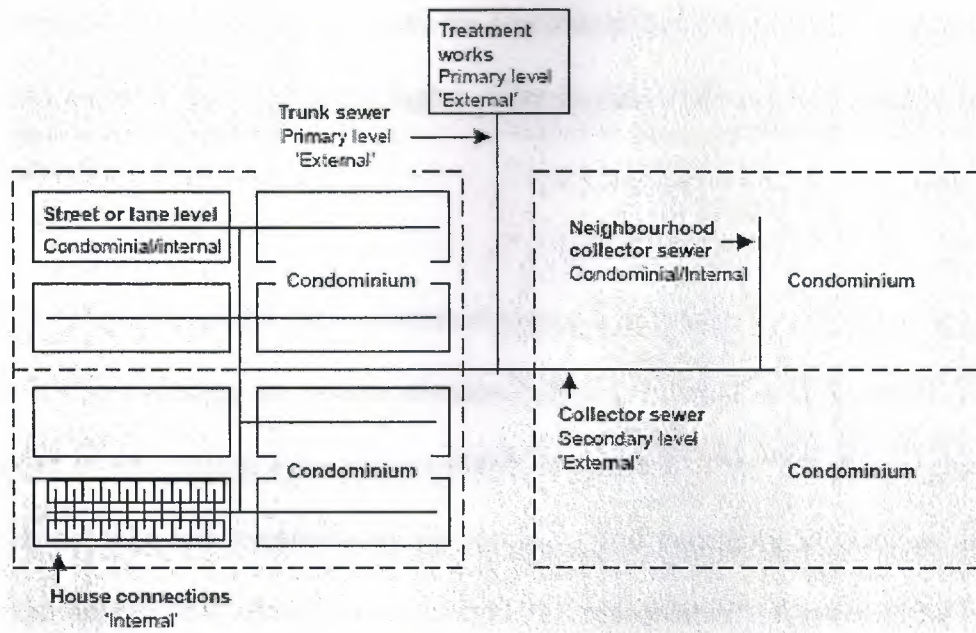 Treatment
works
Primary level
'External'
Trunk sewer
Primary level
'External'
Street or lane level
Condominial/internal
Condominium
Neighbourhood
collector sewer
Condominial/Internal
Condominium
Collector sewer
Secondary level
'External'
Condominium
Condominium
House connections
'Internal'